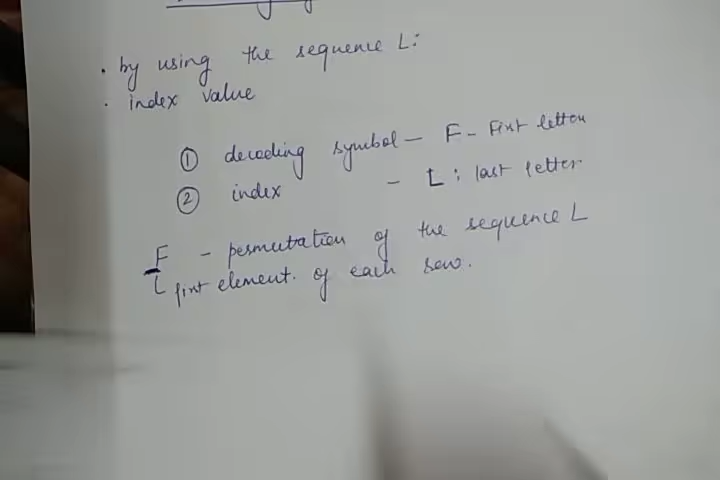 . by using the sequence L:
. index value
① decoding symbol - F - First letter
② index - L: last letter
F - permutation of the sequence L
first element. of each row.